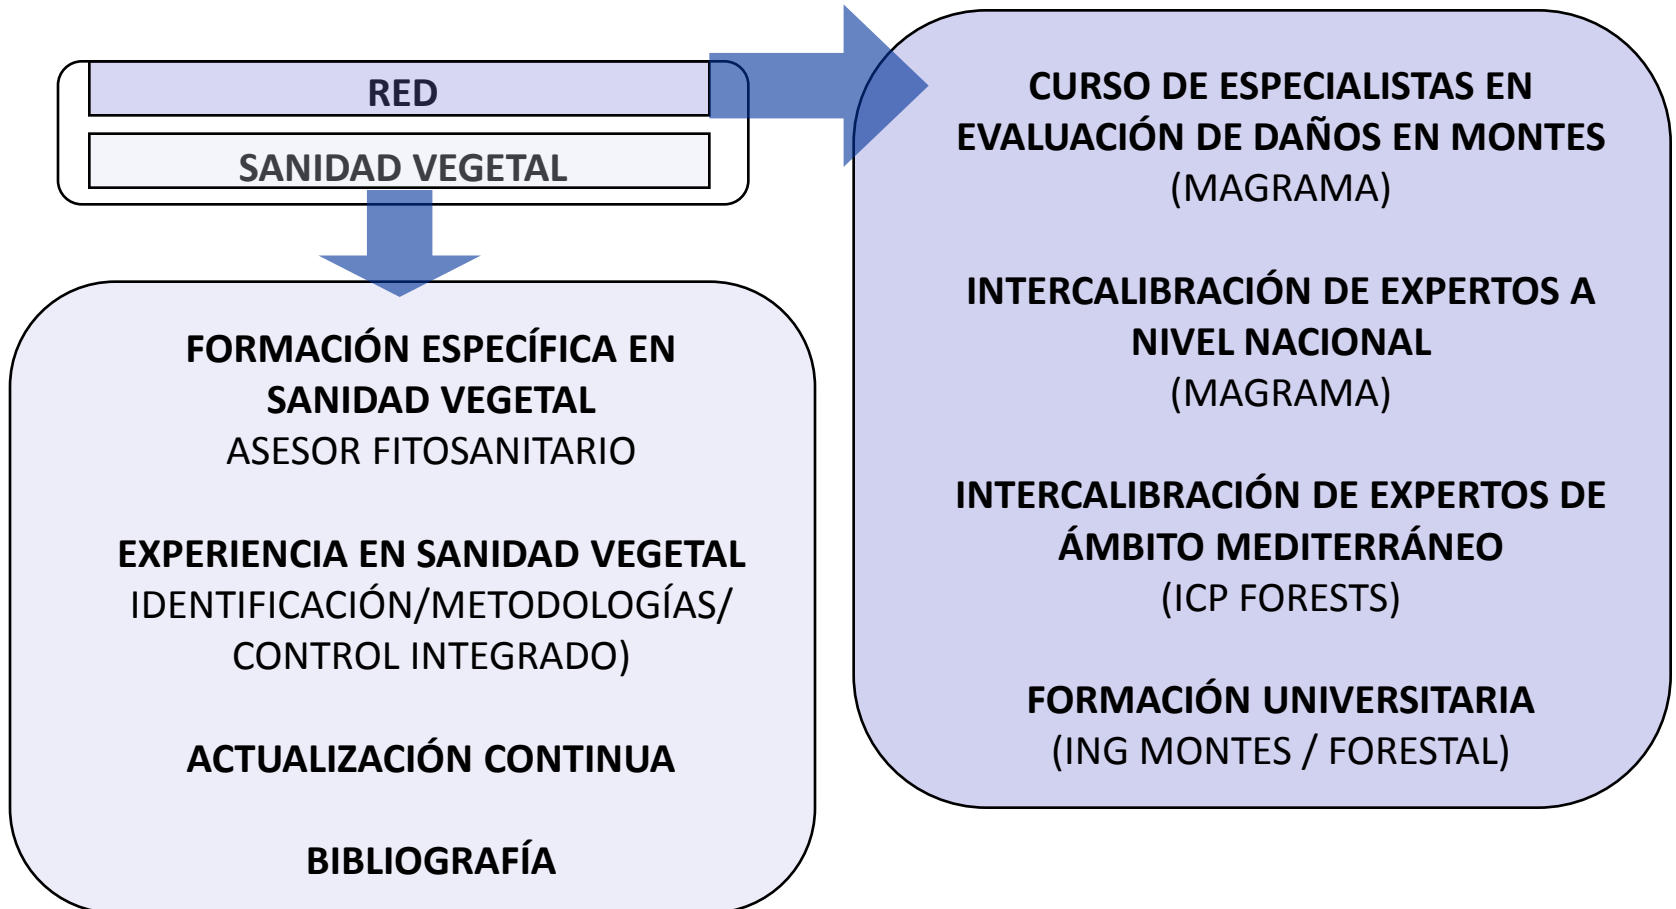 RED
SANIDAD VEGETAL
CURSO DE ESPECIALISTAS EN
EVALUACIÓN DE DAÑOS EN MONTES
(MAGRAMA)
INTERCALIBRACIÓN DE EXPERTOS A
NIVEL NACIONAL
(MAGRAMA)
INTERCALIBRACIÓN DE EXPERTOS DE
ÁMBITO MEDITERRÁNEO
(ICP FORESTS)
FORMACIÓN UNIVERSITARIA
(ING MONTES / FORESTAL)
FORMACIÓN ESPECÍFICA EN
SANIDAD VEGETAL
ASESOR FITOSANITARIO
EXPERIENCIA EN SANIDAD VEGETAL
IDENTIFICACIÓN/METODOLOGÍAS/
CONTROL INTEGRADO)
ACTUALIZACIÓN CONTINUA
BIBLIOGRAFÍA